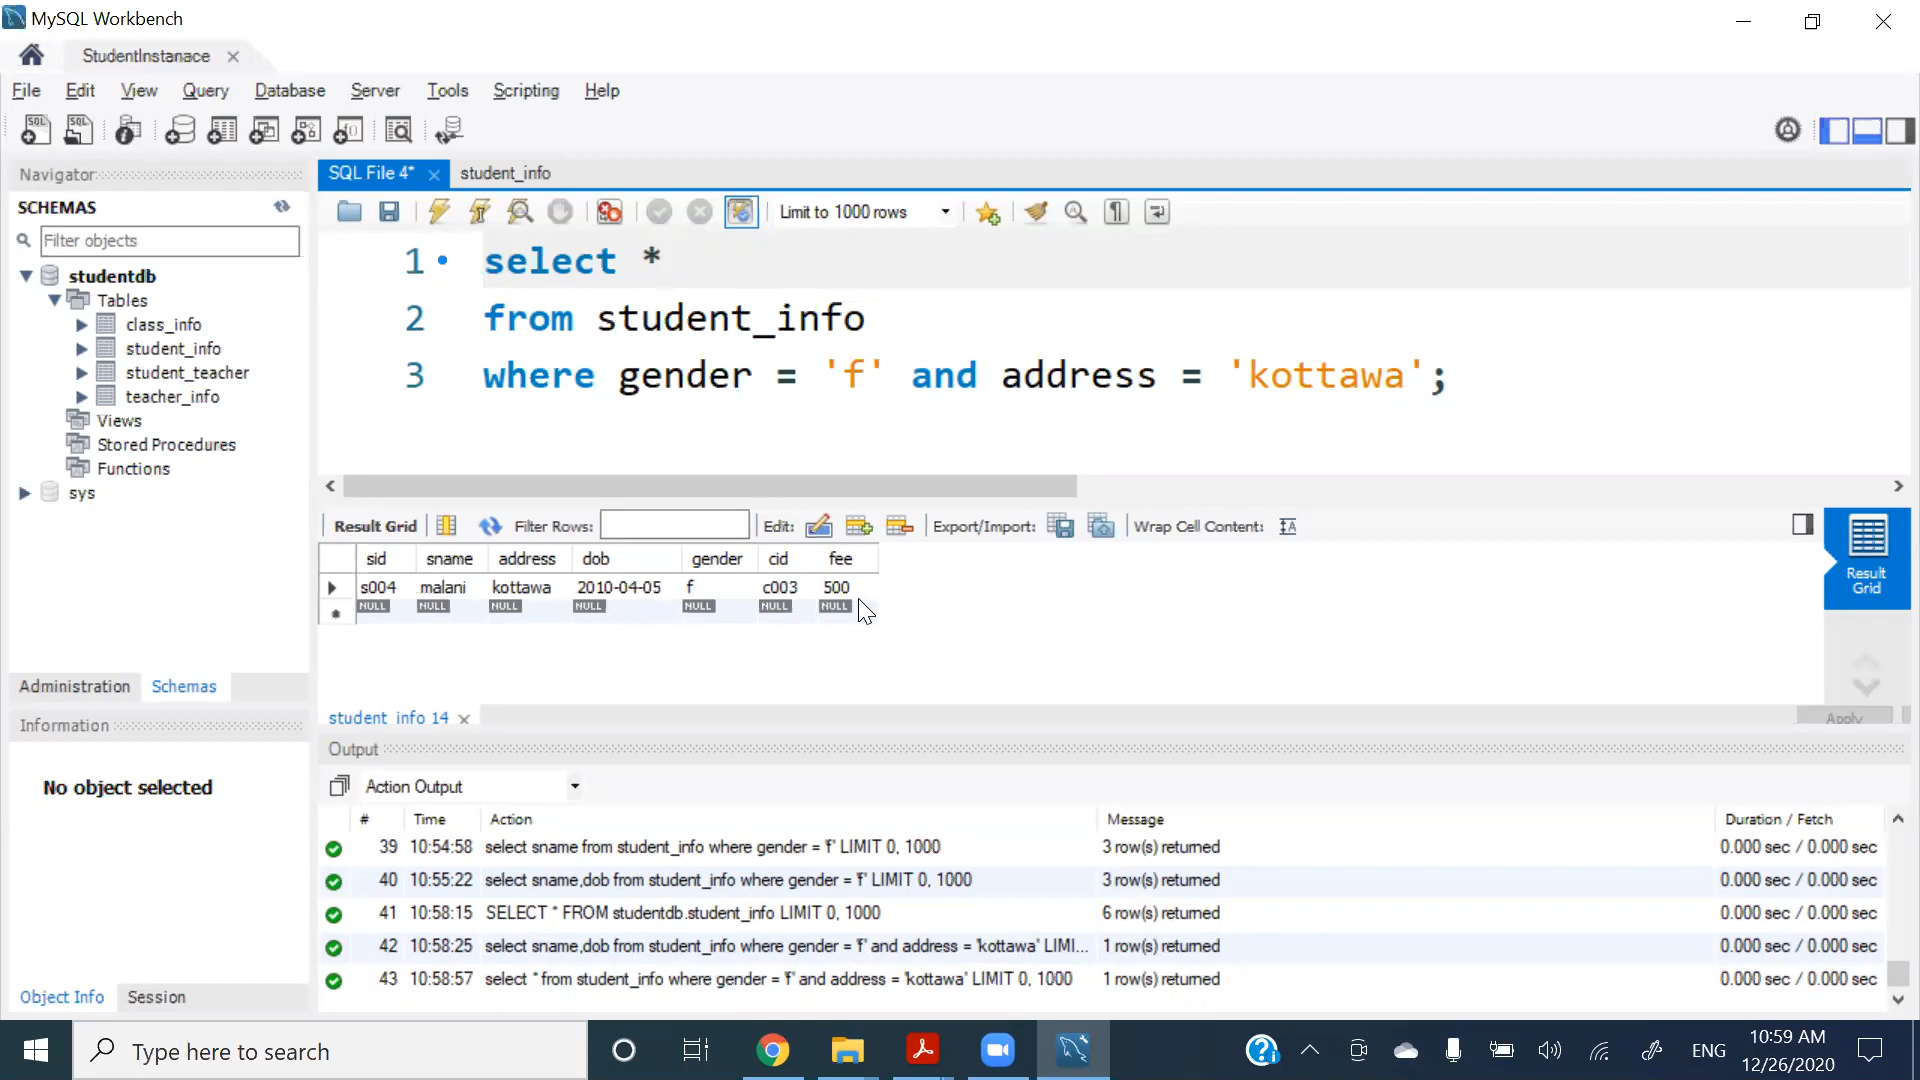 MySQL Workbench
StudentInstanace
File Edit View Query Database Server Tools Scripting Help
Navigator
SCHEMAS
Filter objects
studentdb
Tables
class_info
student_info
student_teacher
teacher_info
Views
Stored Procedures
Functions
sys
Administration Schemas
Information
No object selected
Object Info Session
SQL File 4* student_info
Limit to 1000 rows
1 select *
2 from student_info
3 where gender = 'f' and address = 'kottawa';
Result Grid Filter Rows: Edit: Export/Import: Wrap Cell Content:
sid sname address dob gender cid fee
s004 malani kottawa 2010-04-05 f c003 500
NULL NULL NULL NULL NULL NULL NULL
Result
Grid
student info 14
Apply
Output
Action Output
# Time Action Message Duration / Fetch
39 10:54:58 select sname from student_info where gender = 'f' LIMIT 0, 1000 3 row(s) returned 0.000 sec / 0.000 sec
40 10:55:22 select sname,dob from student_info where gender = 'f' LIMIT 0, 1000 3 row(s) returned 0.000 sec / 0.000 sec
41 10:58:15 SELECT * FROM studentdb.student_info LIMIT 0, 1000 6 row(s) returned 0.000 sec / 0.000 sec
42 10:58:25 select sname,dob from student_info where gender = 'f' and address = 'kottawa' LIMI... 1 row(s) returned 0.000 sec / 0.000 sec
43 10:58:57 select * from student_info where gender = 'f' and address = 'kottawa' LIMIT 0, 1000 1 row(s) returned 0.000 sec / 0.000 sec
Type here to search
ENG
10:59 AM
12/26/2020